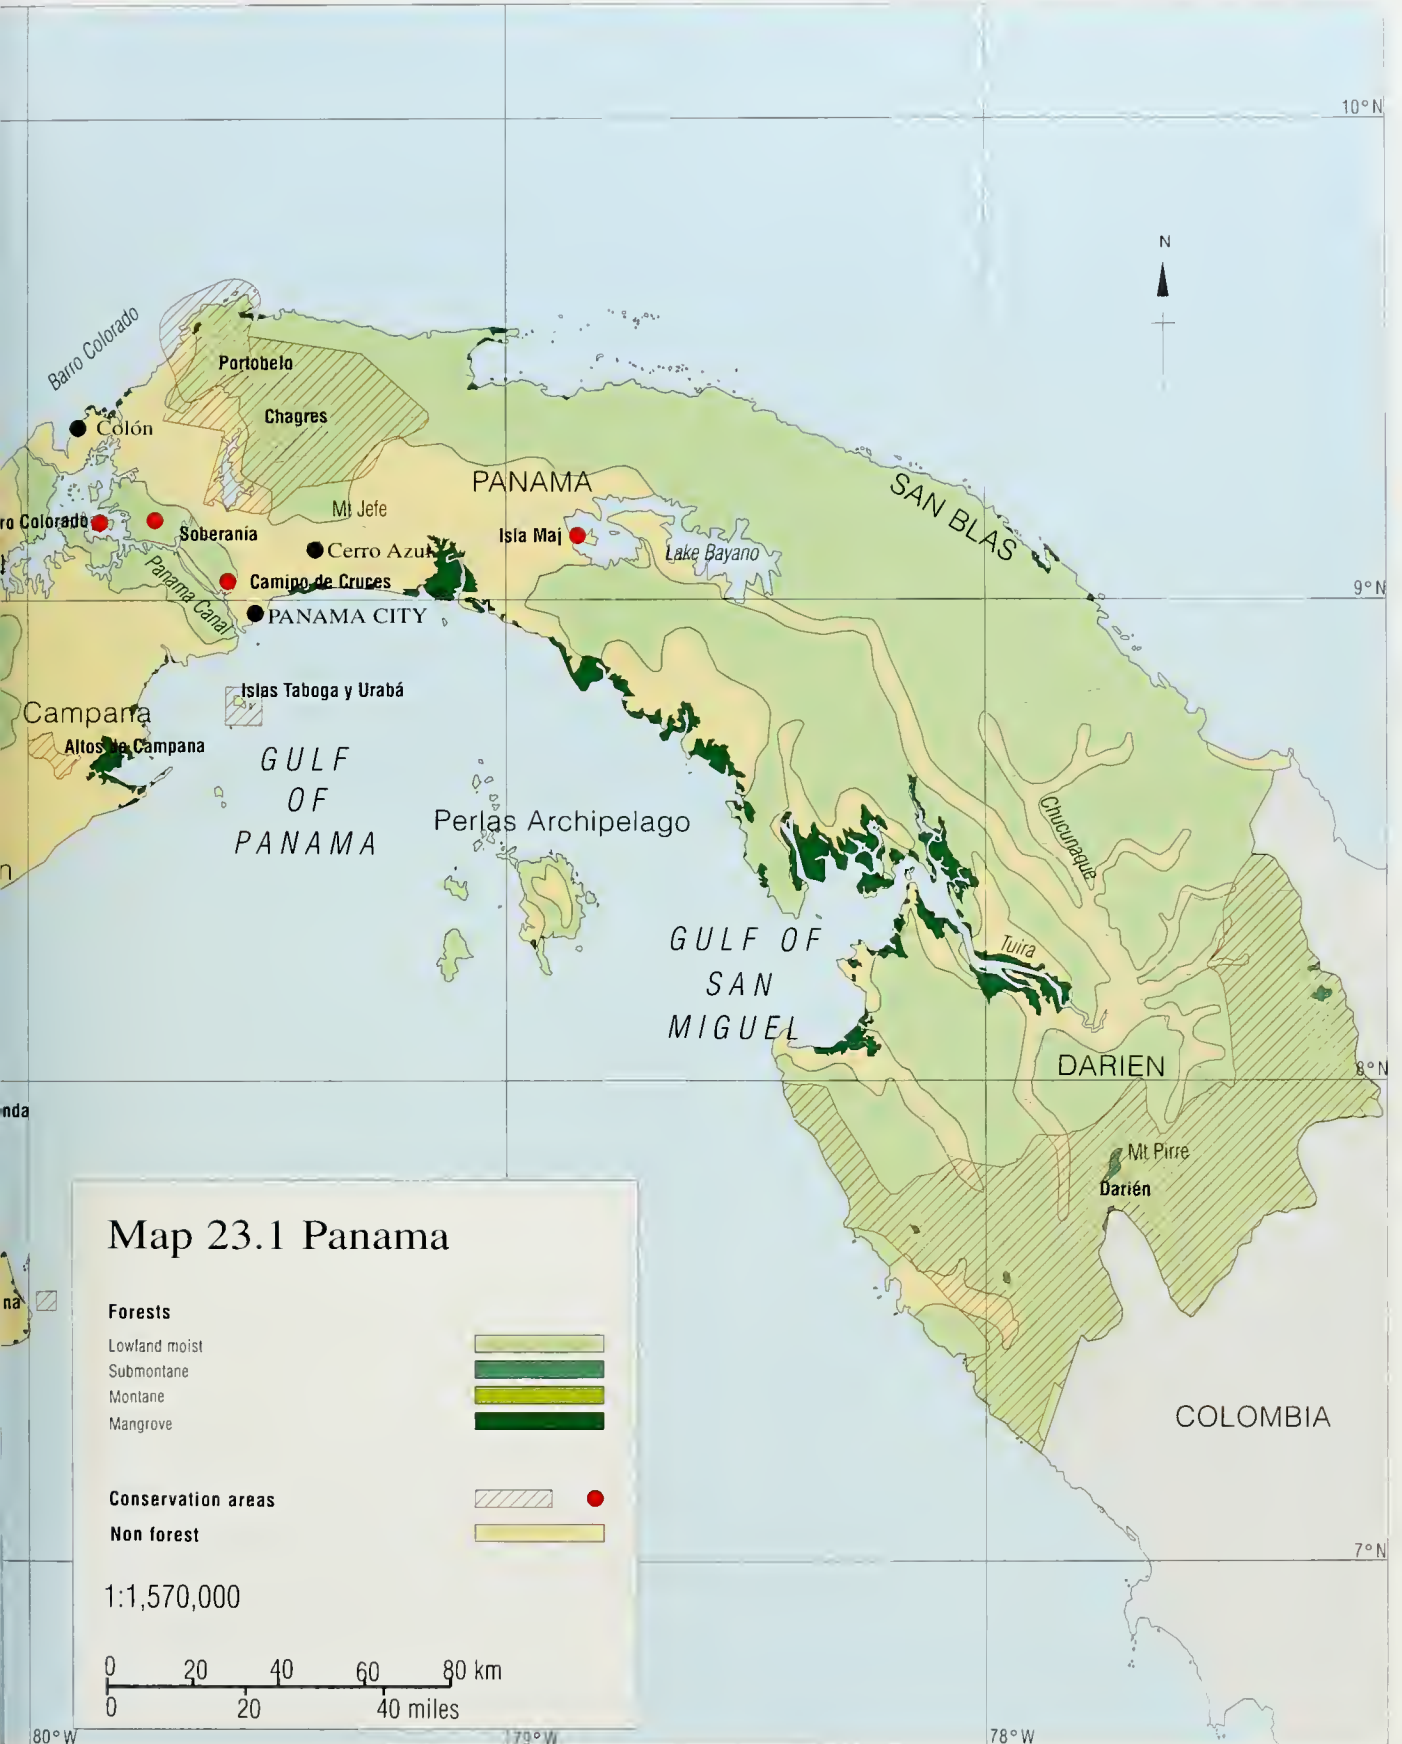 10°N
N
Barro Colorado
Portobelo
Chagres
Colón
PANAMA
SAN BLAS
Mt Jefe
ro Colorado
Soberanía
Isla Maj
Cerro Azul
Lake Bayano
Camino de Cruces
Panama Canal
9°N
PANAMA CITY
Islas Taboga y Urabá
Campana
Altos de Campana
GULF
OF
PANAMA
Perlas Archipelago
Chucunaque
n
GULF OF
SAN
MIGUEL
Tuira
DARIEN
8°N
nda
Mt Pirre
Darién
Map 23.1 Panama
Forests
Lowland moist
Submontane
Montane
Mangrove
na
COLOMBIA
Conservation areas
Non forest
7°N
1:1,570,000
0 20 40 60 80 km
0 20 40 miles
80°W 79°W 78°W